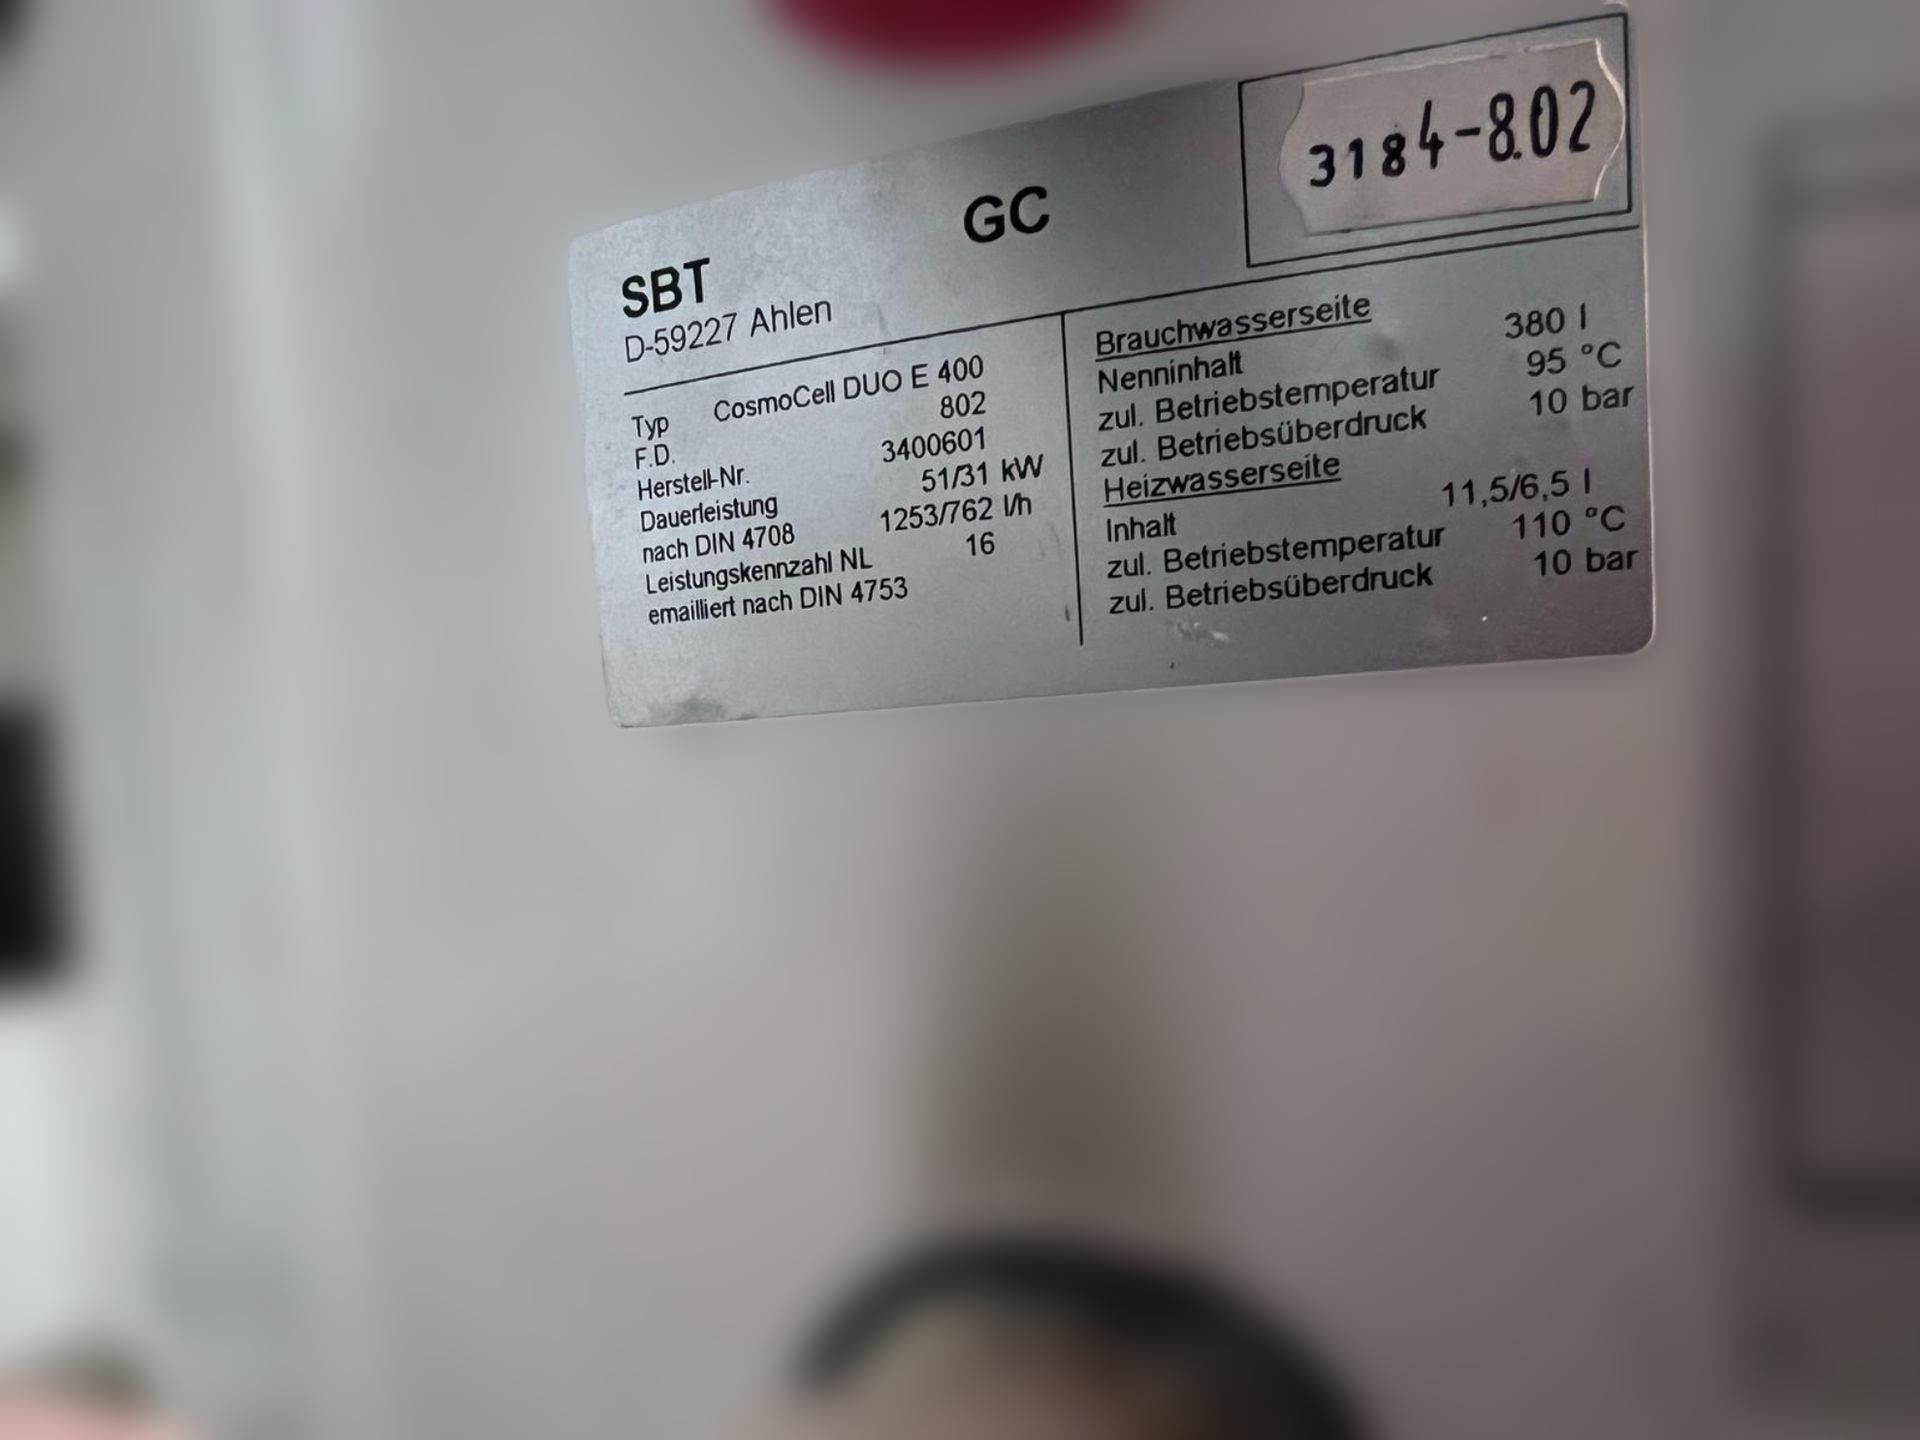 GC
3184-8.02
SBT
D-59227 Ahlen
Typ CosmoCell DUO E 400
F.D. 802
Herstell-Nr. 3400601
Dauerleistung 51/31 kW
nach DIN 4708 1253/762 l/h
Leistungskennzahl NL 16
emailliert nach DIN 4753
Brauchwasserseite
Nenninhalt 380 l
zul. Betriebstemperatur 95 °C
zul. Betriebsüberdruck 10 bar
Heizwasserseite
Inhalt 11,5/6,5 l
zul. Betriebstemperatur 110 °C
zul. Betriebsüberdruck 10 bar